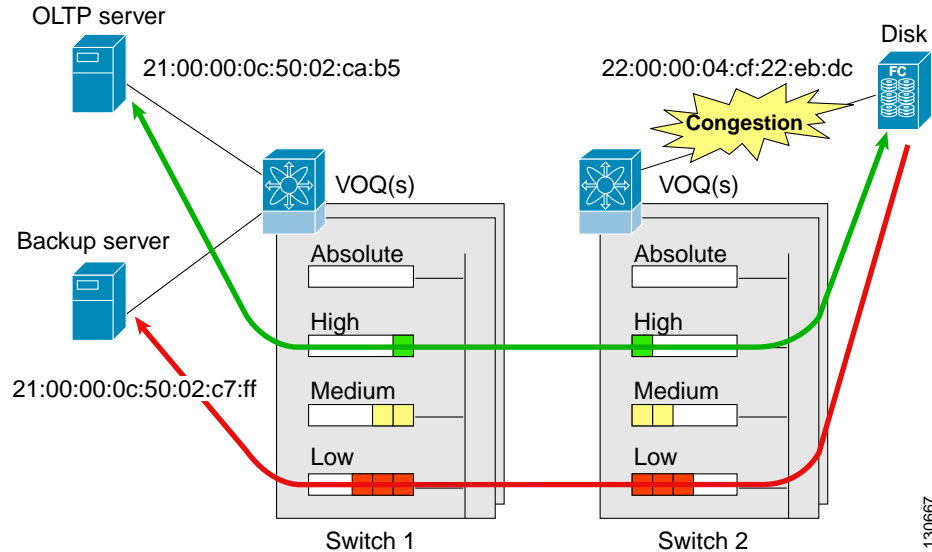 OLTP server
Disk
21:00:00:0c:50:02:ca:b5
22:00:00:04:cf:22:eb:dc
FC
Congestion
VOQ(s)
VOQ(s)
Backup server
Absolute
Absolute
High
High
21:00:00:0c:50:02:c7:ff
Medium
Medium
Low
Low
Switch 1
Switch 2
130667